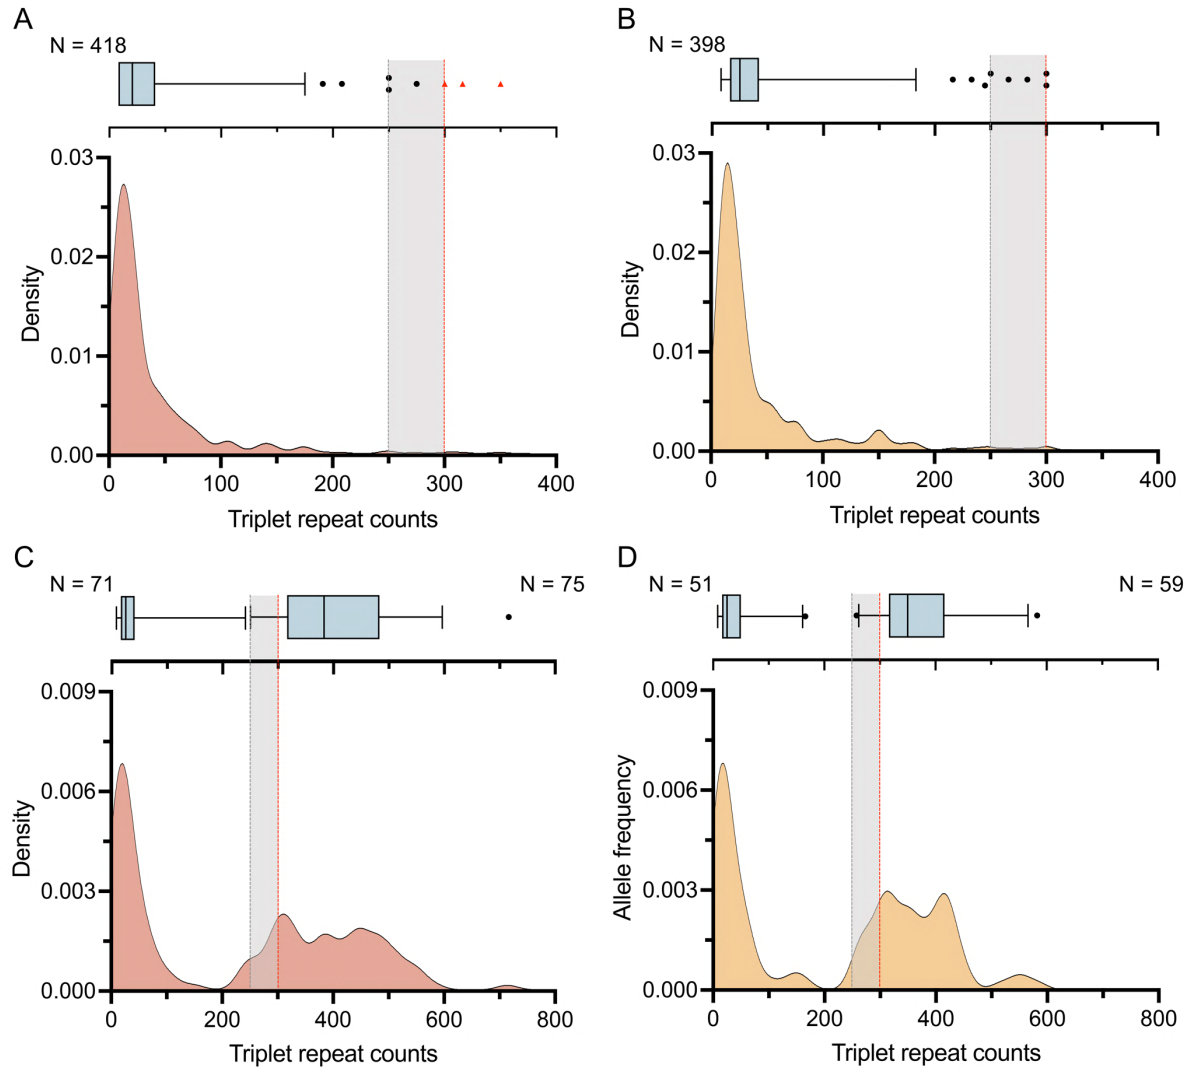 A
N = 418
0.03
0.02
0.01
0.00
Density
0 100 200 300 400
Triplet repeat counts
B
N = 398
0.03
0.02
0.01
0.00
Density
0 100 200 300 400
Triplet repeat counts
C
N = 71 N = 75
0.009
0.006
0.003
0.000
Density
0 200 400 600 800
Triplet repeat counts
D
N = 51 N = 59
0.009
0.006
0.003
0.000
Allele frequency
0 200 400 600 800
Triplet repeat counts